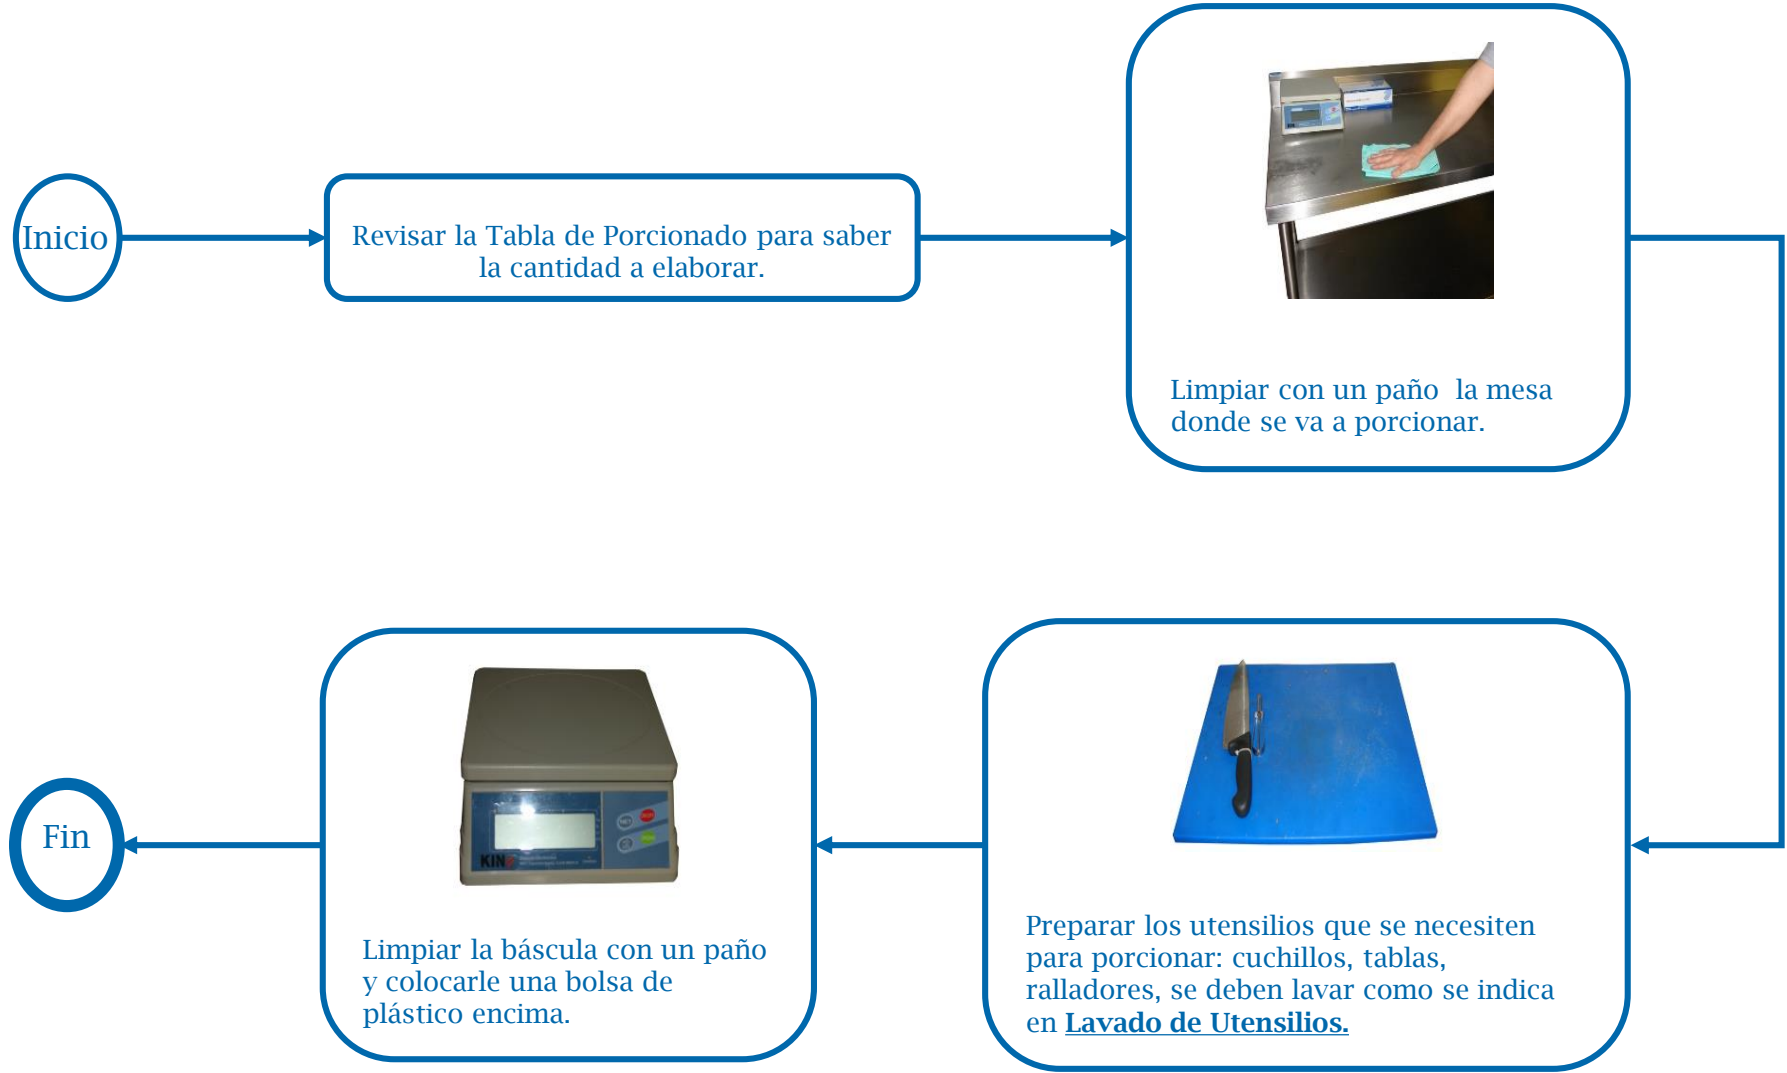 Inicio
Revisar la Tabla de Porcionado para saber
la cantidad a elaborar.
Limpiar con un paño  la mesa
donde se va a porcionar.
Preparar los utensilios que se necesiten
para porcionar: cuchillos, tablas,
ralladores, se deben lavar como se indica
en Lavado de Utensilios.
Limpiar la báscula con un paño
y colocarle una bolsa de
plástico encima.
Fin